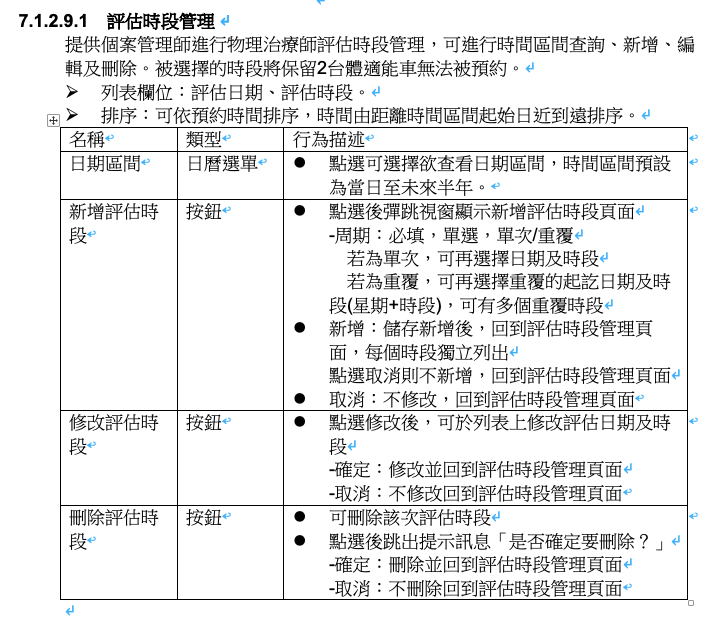 7.1.2.9.1 評估時段管理
提供個案管理師進行物理治療師評估時段管理，可進行時間區間查詢、新增、編
輯及刪除。被選擇的時段將保留2台體適能車無法被預約。
➢ 列表欄位：評估日期、評估時段。
➢ 排序：可依預約時間排序，時間由距離時間區間起始日近到遠排序。
名稱 類型 行為描述
日期區間 日曆選單 ● 點選可選擇欲查看日期區間，時間區間預設
為當日至未來半年。
新增評估時 按鈕 ● 點選後彈跳視窗顯示新增評估時段頁面
段 -周期：必填，單選，單次/重覆
若為單次，可再選擇日期及時段
若為重覆，可再選擇重覆的起訖日期及時
段(星期+時段)，可有多個重覆時段
● 新增：儲存新增後，回到評估時段管理頁
面，每個時段獨立列出
點選取消則不新增，回到評估時段管理頁面
● 取消：不修改，回到評估時段管理頁面
修改評估時 按鈕 ● 點選修改後，可於列表上修改評估日期及時
段 段
-確定：修改並回到評估時段管理頁面
-取消：不修改回到評估時段管理頁面
刪除評估時 按鈕 ● 可刪除該次評估時段
段 ● 點選後跳出提示訊息「是否確定要刪除？」
-確定：刪除並回到評估時段管理頁面
-取消：不刪除回到評估時段管理頁面